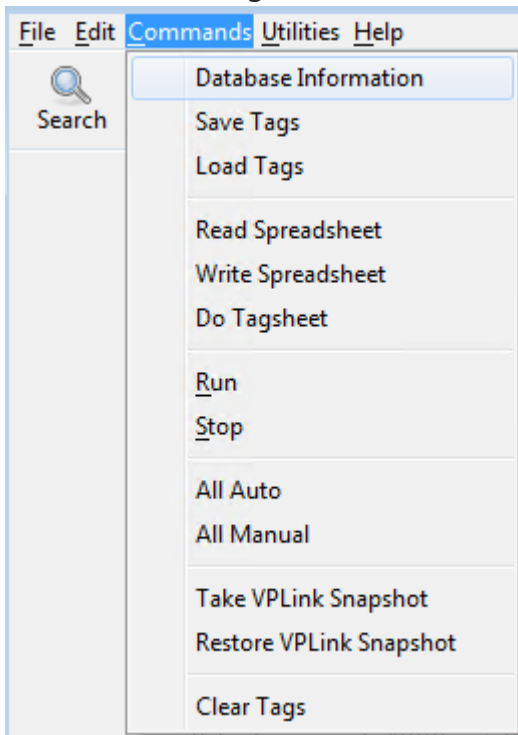 File Edit Commands Utilities Help
Search
Database Information
Save Tags
Load Tags
Read Spreadsheet
Write Spreadsheet
Do Tagsheet
Run
Stop
All Auto
All Manual
Take VPLink Snapshot
Restore VPLink Snapshot
Clear Tags